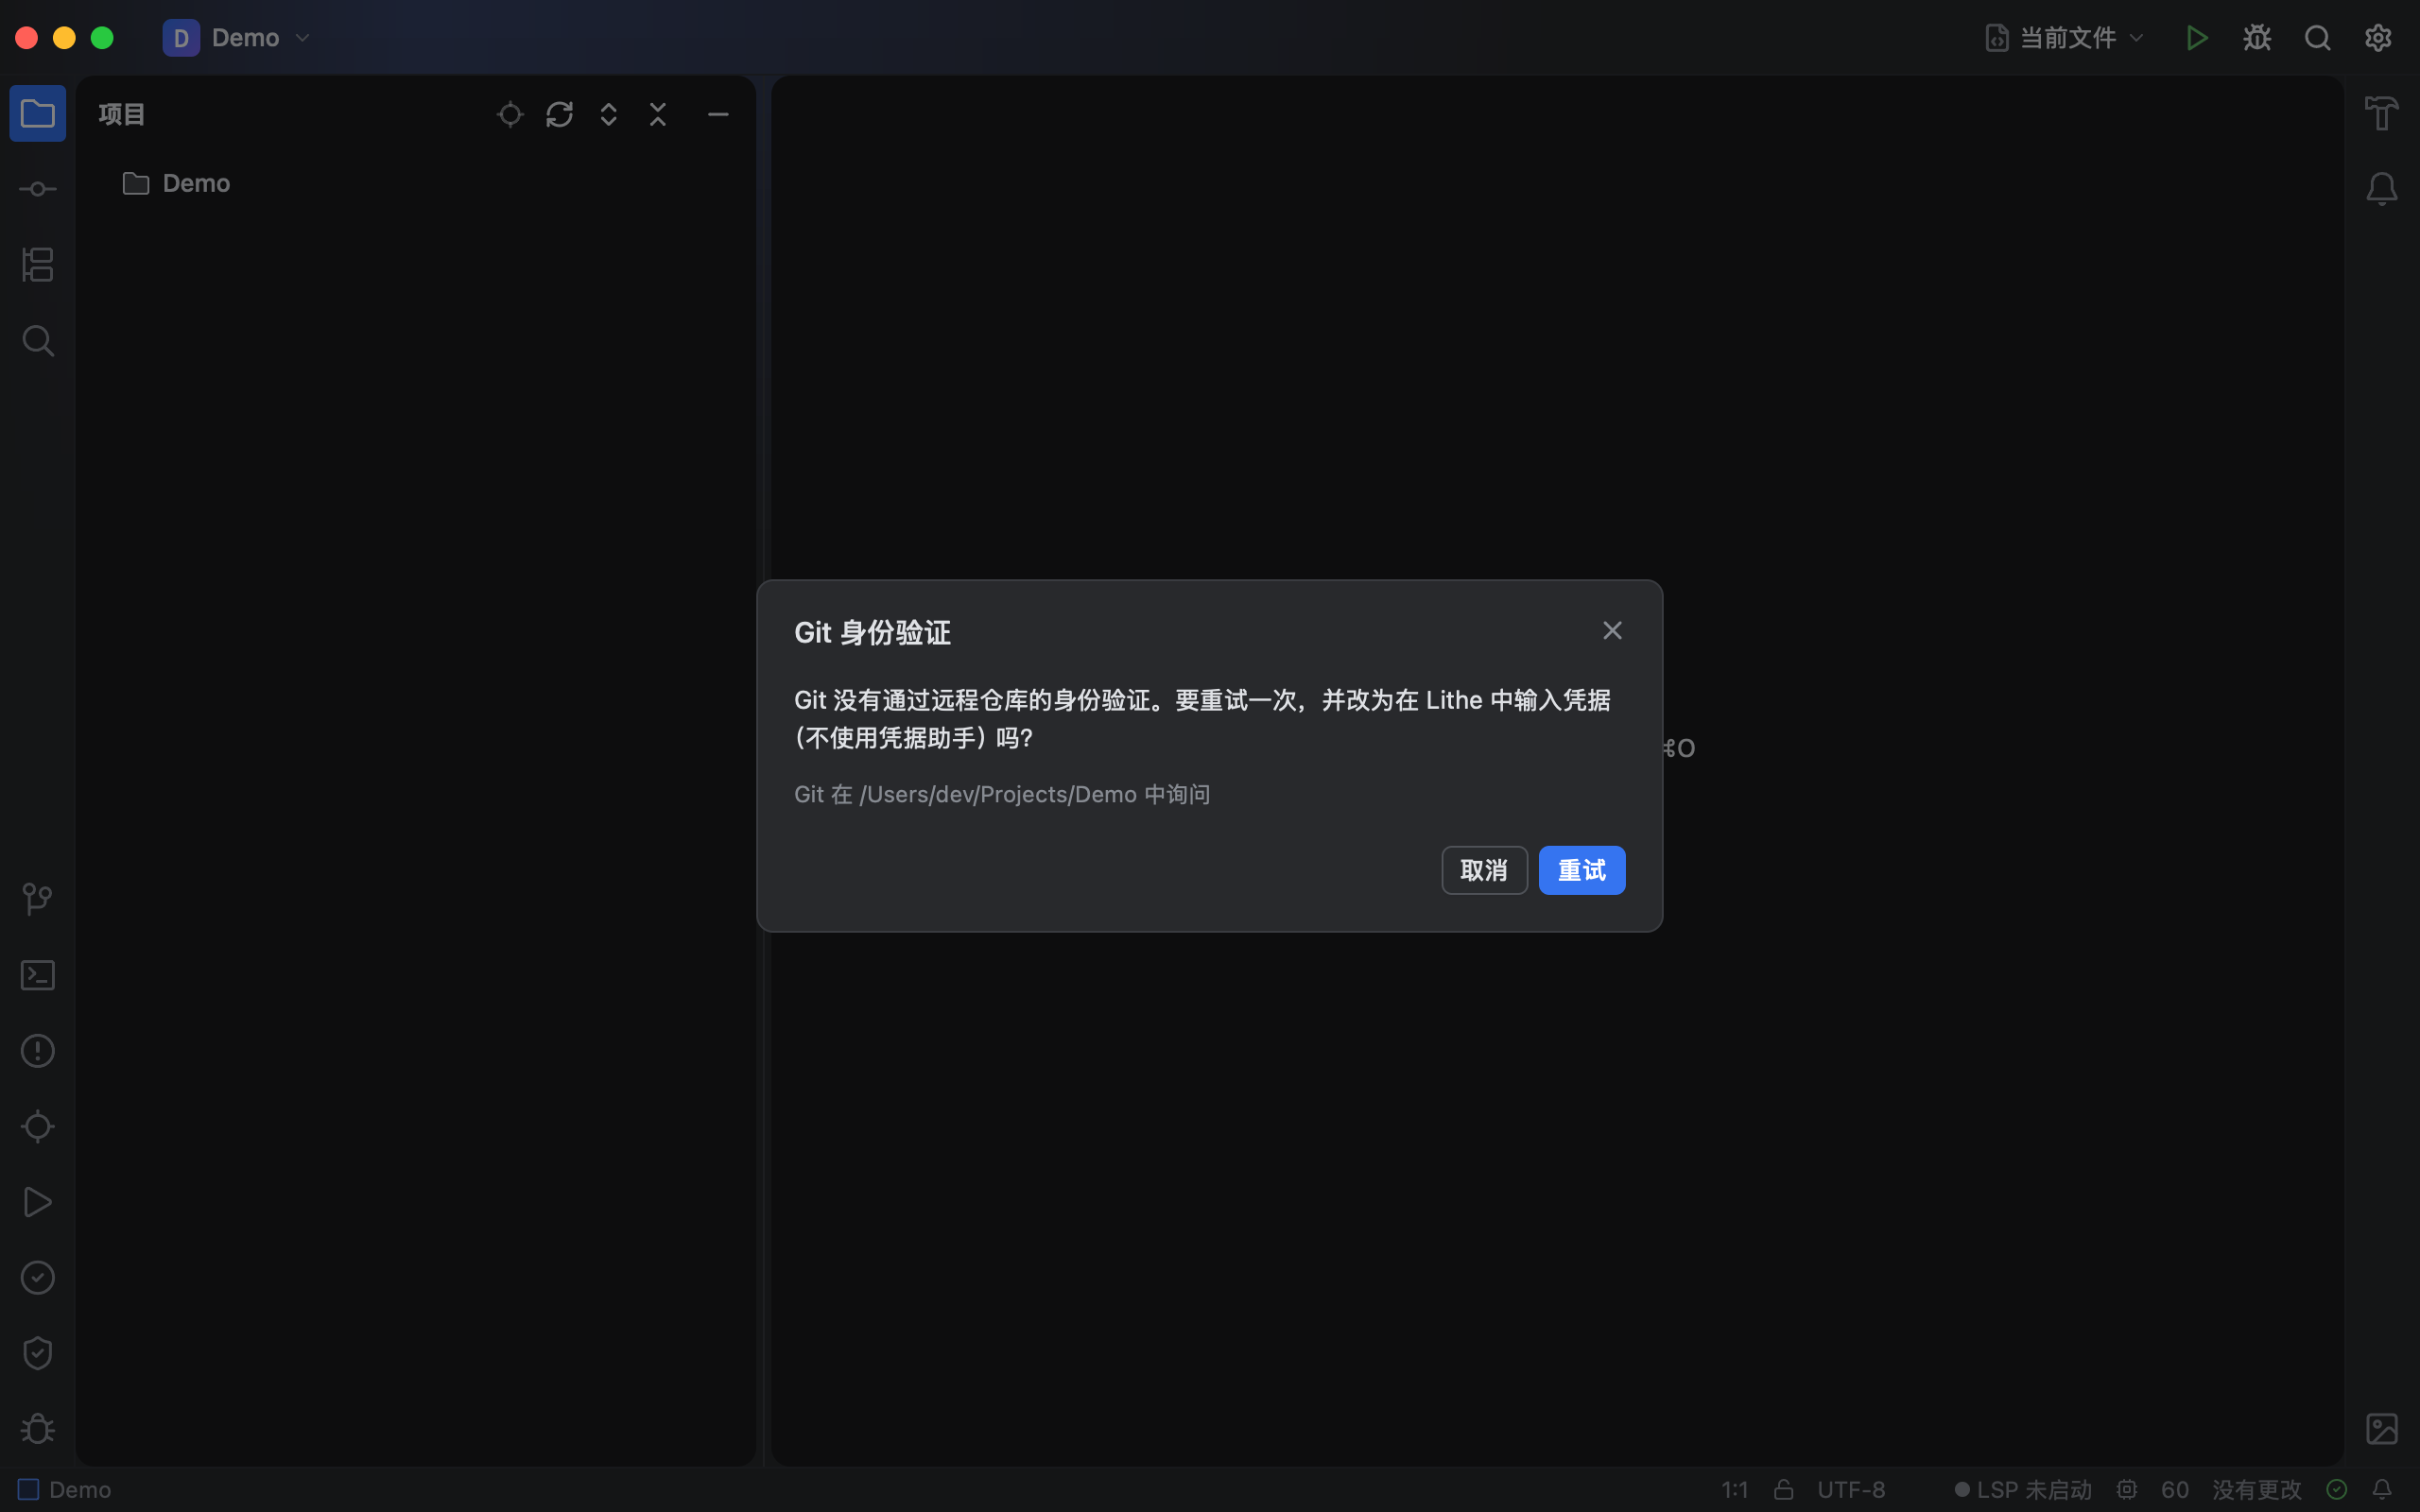 D Demo
当前文件
项目
Demo
Git 身份验证
Git 没有通过远程仓库的身份验证。要重试一次，并改为在 Lithe 中输入凭据
（不使用凭据助手）吗？
⌘O
Git 在 /Users/dev/Projects/Demo 中询问
取消 重试
Demo
1:1 UTF-8 LSP 未启动 60 没有更改